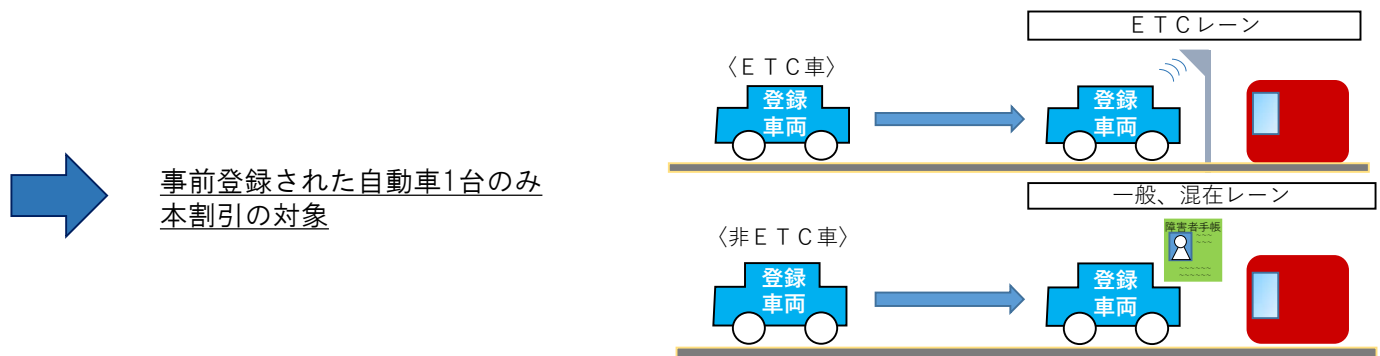 事前登録された自動車1台のみ
本割引の対象
ＥＴＣレーン
〈ＥＴＣ車〉
登録
車両
登録
車両
一般、混在レーン
〈非ＥＴＣ車〉
障害者手帳
登録
車両
登録
車両